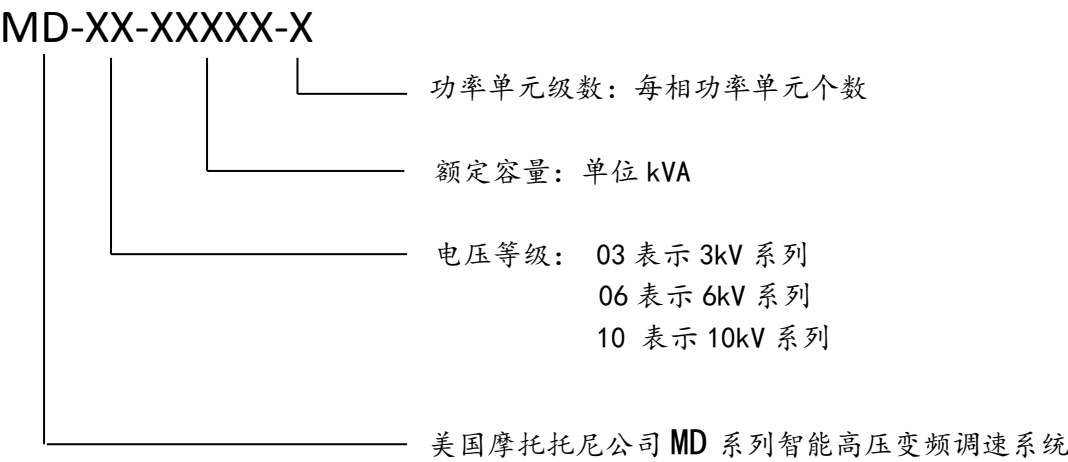 MD-XX-XXXXX-X
功率单元级数：每相功率单元个数
额定容量：单位 kVA
电压等级： 03 表示 3kV 系列
06 表示 6kV 系列
10 表示 10kV 系列
美国摩托托尼公司 MD 系列智能高压变频调速系统